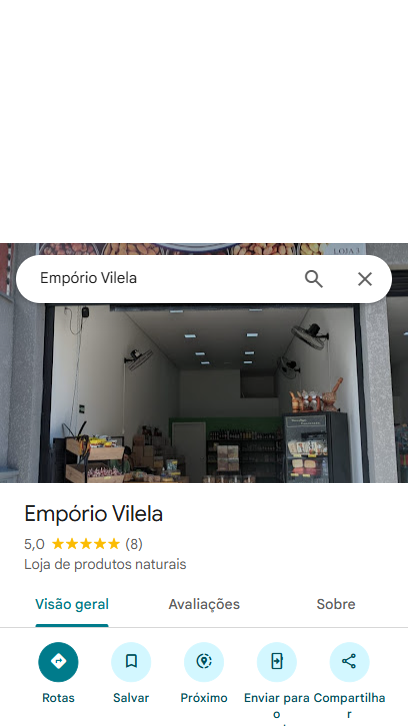 LOJA 1
Empório Vilela
Empório Vilela
5,0 (8)
Loja de produtos naturais
Visão geral Avaliações Sobre
Rotas Salvar Próximo Enviar para o Compartilhar